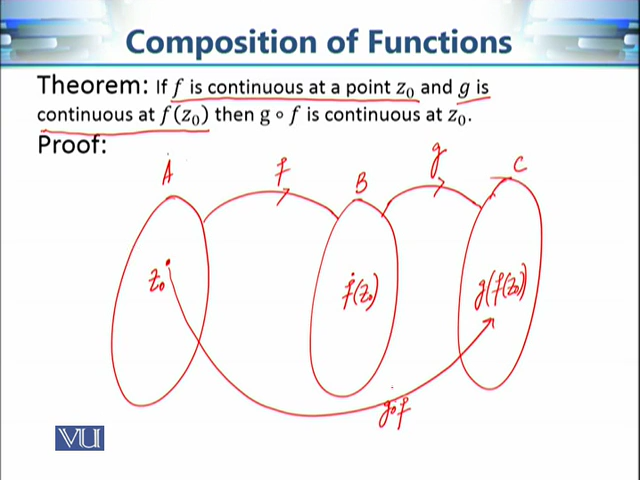 Composition of Functions
Theorem: If f is continuous at a point z₀ and g is
continuous at f(z₀) then g ∘ f is continuous at z₀.
Proof:
A f B g C
z₀ f(z₀) g(f(z₀))
g∘f
VU